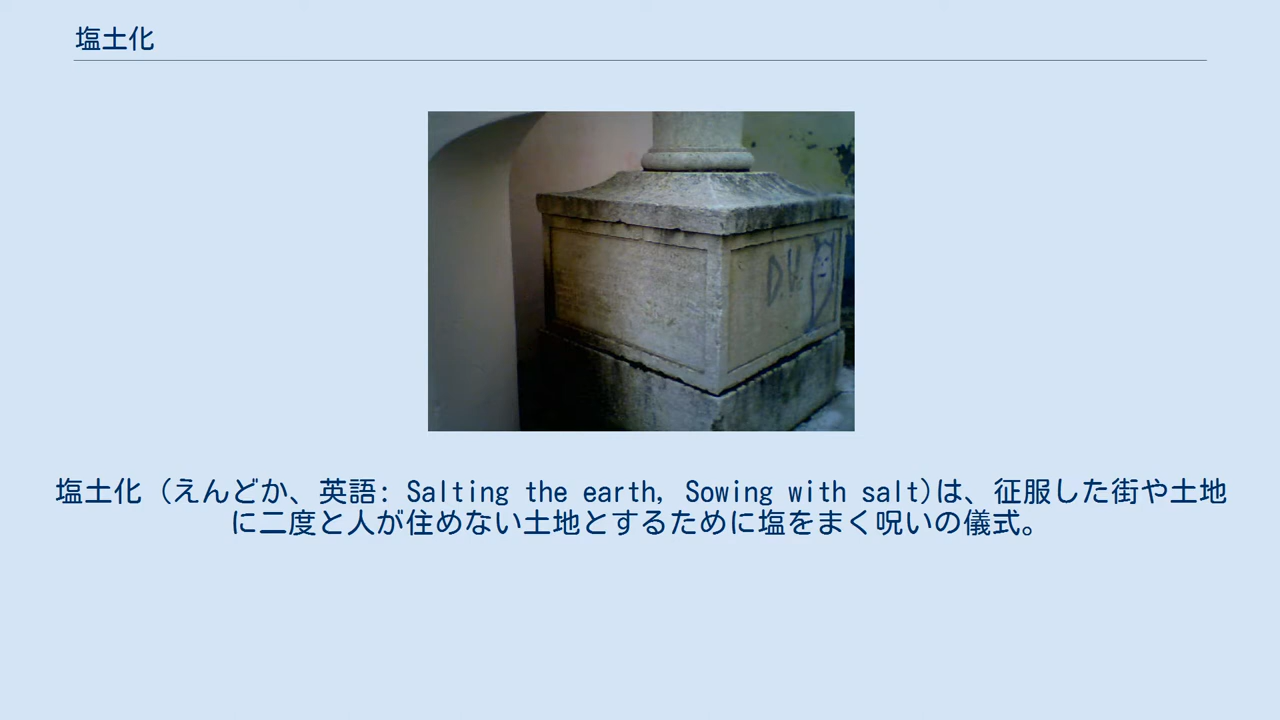 塩土化
D.V.
塩土化 (えんどか、英語: Salting the earth, Sowing with salt)は、征服した街や土地
に二度と人が住めない土地とするために塩をまく呪いの儀式。